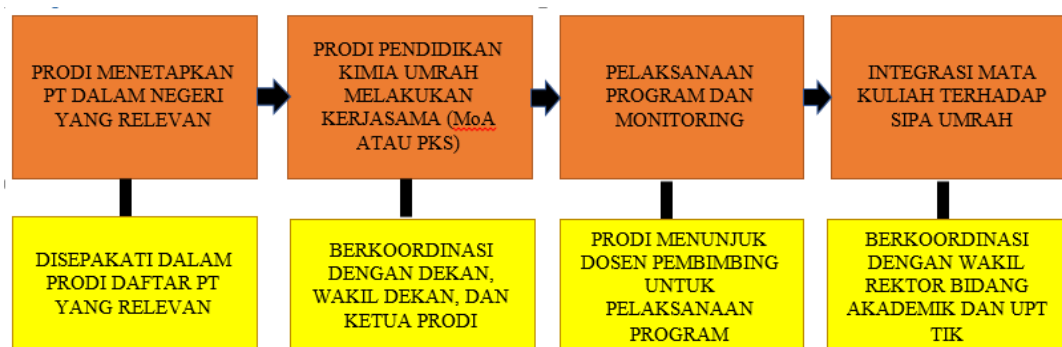 PRODI MENETAPKAN
PT DALAM NEGERI
YANG RELEVAN
PRODI PENDIDIKAN
KIMIA UMRAH
MELAKUKAN
KERJASAMA (MoA
ATAU PKS)
PELAKSANAAN
PROGRAM DAN
MONITORING
INTEGRASI MATA
KULIAH TERHADAP
SIPA UMRAH
DISEPAKATI DALAM
PRODI DAFTAR PT
YANG RELEVAN
BERKOORDINASI
DENGAN DEKAN,
WAKIL DEKAN, DAN
KETUA PRODI
PRODI MENUNJUK
DOSEN PEMBIMBING
UNTUK
PELAKSANAAN
PROGRAM
BERKOORDINASI
DENGAN WAKIL
REKTOR BIDANG
AKADEMIK DAN UPT
TIK